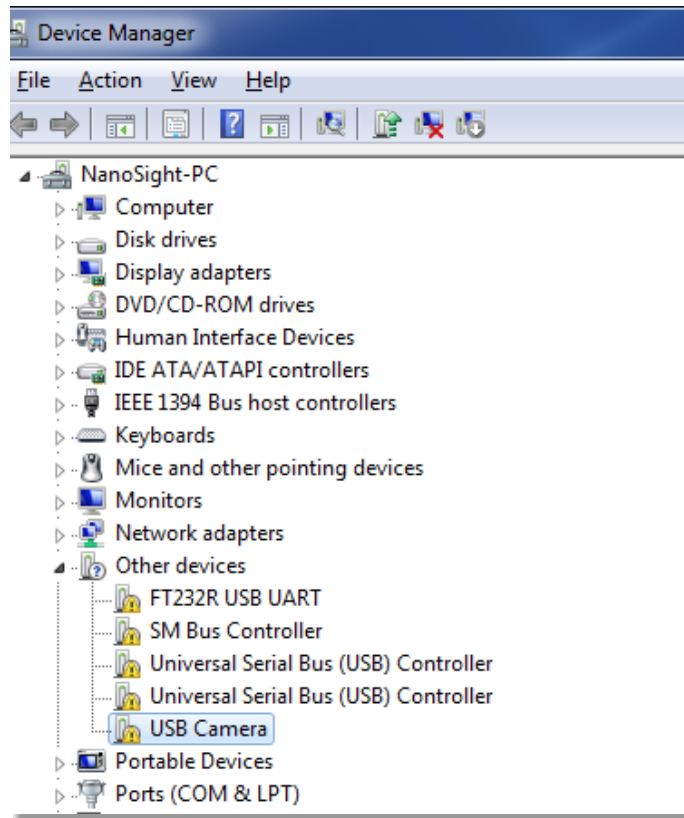 Device Manager
File Action View Help
NanoSight-PC
Computer
Disk drives
Display adapters
DVD/CD-ROM drives
Human Interface Devices
IDE ATA/ATAPI controllers
IEEE 1394 Bus host controllers
Keyboards
Mice and other pointing devices
Monitors
Network adapters
Other devices
FT232R USB UART
SM Bus Controller
Universal Serial Bus (USB) Controller
Universal Serial Bus (USB) Controller
USB Camera
Portable Devices
Ports (COM & LPT)